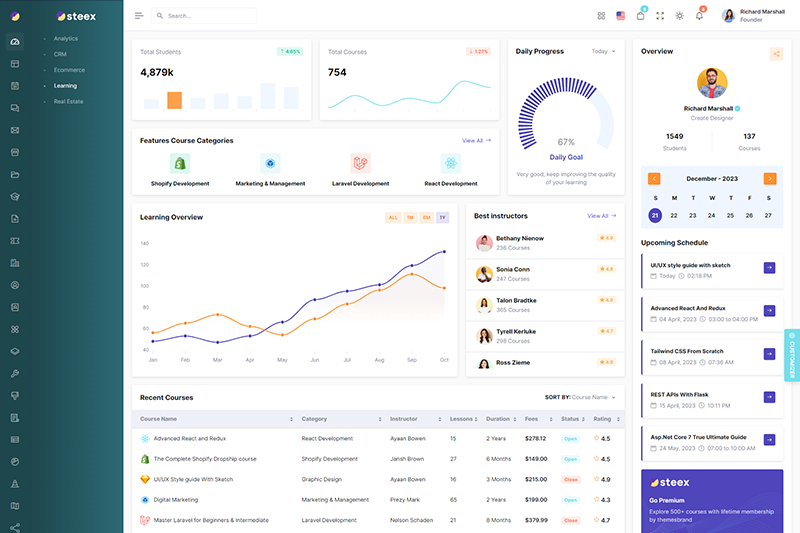 steex
Analytics
CRM
Ecommerce
Learning
Real Estate
Search...
6
4
Richard Marshall
Founder
Total Students
↑ 4.65%
4,879k
Total Courses
↓ 1.27%
754
Daily Progress
Today
67%
Daily Goal
Very good, keep improving the quality
of your learning
Features Course Categories
View All →
Shopify Development
Marketing & Management
Laravel Development
React Development
Learning Overview
ALL 1M 6M 1Y
140
120
100
80
60
40
Jan Feb Mar Apr May Jun Jul Aug Sep Oct
Best instructors
View All →
Bethany Nienow
236 Courses
4.9
Sonia Conn
247 Courses
4.8
Talon Bradtke
365 Courses
4.9
Tyrell Kerluke
298 Courses
4.7
Ross Zieme
4.9
Recent Courses
SORT BY: Course Name
Course Name Category Instructor Lessons Duration Fees Status Rating
Advanced React and Redux React Development Ayaan Bowen 15 2 Years $278.12 Open 4.5
The Complete Shopify Dropship course Shopify Development Jansh Brown 27 6 Months $149.00 Open 4.5
UI/UX Style guide With Sketch Graphic Design Ayaan Bowen 16 3 Months $215.00 Close 4.9
Digital Marketing Marketing & Management Prezy Mark 65 2 Years $199.00 Open 4.3
Master Laravel for Beginners & Intermediate Laravel Development Nelson Schaden 21 8 Months $379.99 Close 4.7
Overview
Richard Marshall
Create Designer
1549
Students
137
Courses
December - 2023
S M T W T F S
21 22 23 24 25 26 27
Upcoming Schedule
UI/UX style guide with sketch
Today 02:18 PM
Advanced React And Redux
04 April, 2023 03:00 to 04:00 PM
Tailwind CSS From Scratch
08 April, 2023 07:36 AM
REST APIs With Flask
15 April, 2023 10:11 PM
Asp.Net Core 7 True Ultimate Guide
24 May, 2023 07:00 to 10:00 AM
steex
Go Premium
Explore 500+ courses with lifetime membership
by themesbrand
CUSTOMIZER